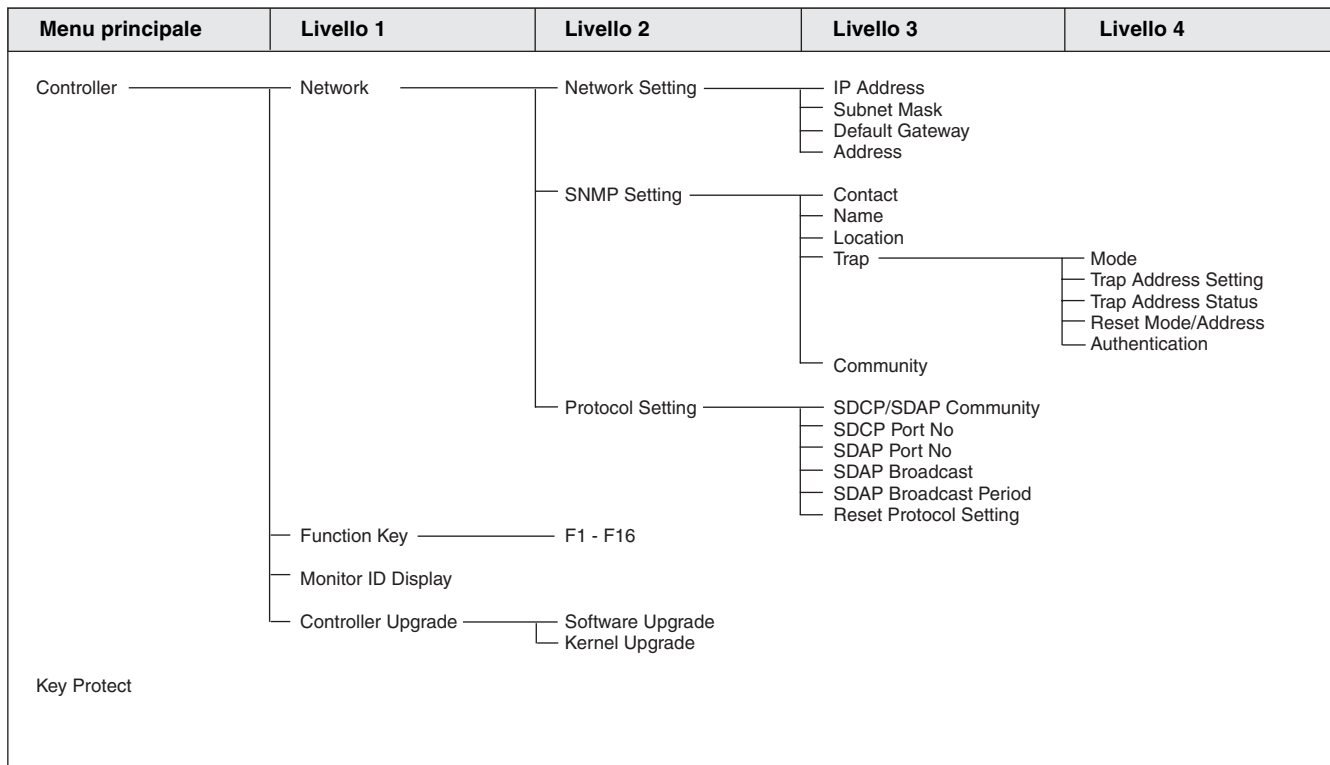 Menu principale Livello 1 Livello 2 Livello 3 Livello 4
Controller Network Network Setting IP Address
Subnet Mask
Default Gateway
Address
SNMP Setting Contact
Name
Location
Trap Mode
Trap Address Setting
Trap Address Status
Reset Mode/Address
Authentication
Community
Protocol Setting SDCP/SDAP Community
SDCP Port No
SDAP Port No
SDAP Broadcast
SDAP Broadcast Period
Reset Protocol Setting
Function Key F1 - F16
Monitor ID Display
Controller Upgrade Software Upgrade
Kernel Upgrade
Key Protect